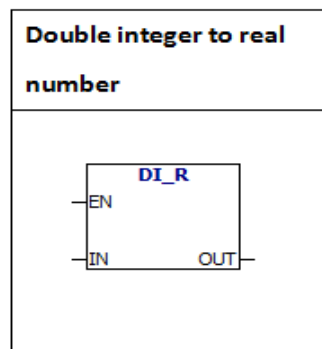 Double integer to real
number
DI_R
EN
IN OUT